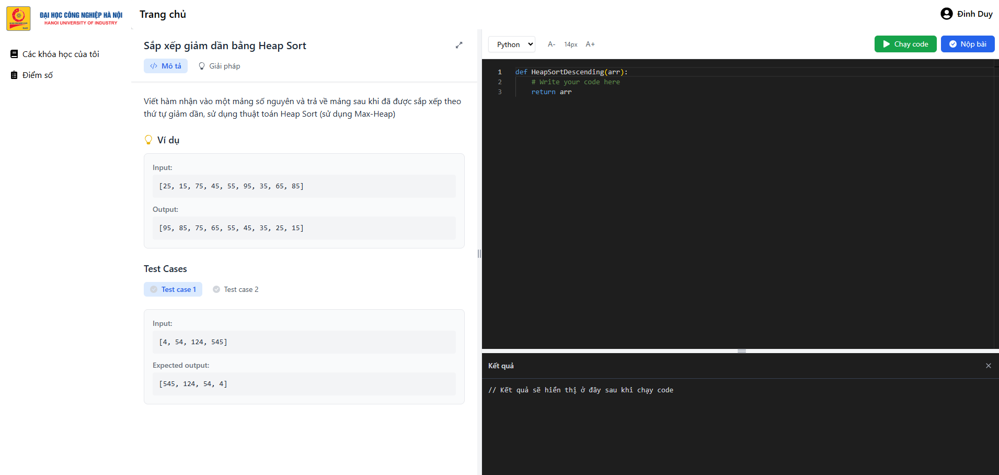 ĐẠI HỌC CÔNG NGHIỆP HÀ NỘI
HANOI UNIVERSITY OF INDUSTRY
Trang chủ
Đinh Duy
Các khóa học của tôi
Điểm số
Sắp xếp giảm dần bằng Heap Sort
</> Mô tả
Giải pháp
Viết hàm nhận vào một mảng số nguyên và trả về mảng sau khi đã được sắp xếp theo
thứ tự giảm dần, sử dụng thuật toán Heap Sort (sử dụng Max-Heap)
Ví dụ
Input:
[25, 15, 75, 45, 55, 95, 35, 65, 85]
Output:
[95, 85, 75, 65, 55, 45, 35, 25, 15]
Test Cases
Test case 1
Test case 2
Input:
[4, 54, 124, 545]
Expected output:
[545, 124, 54, 4]
Python
A-
14px
A+
Chạy code
Nộp bài
1 def HeapSortDescending(arr):
2 # Write your code here
3 return arr
Kết quả
// Kết quả sẽ hiển thị ở đây sau khi chạy code